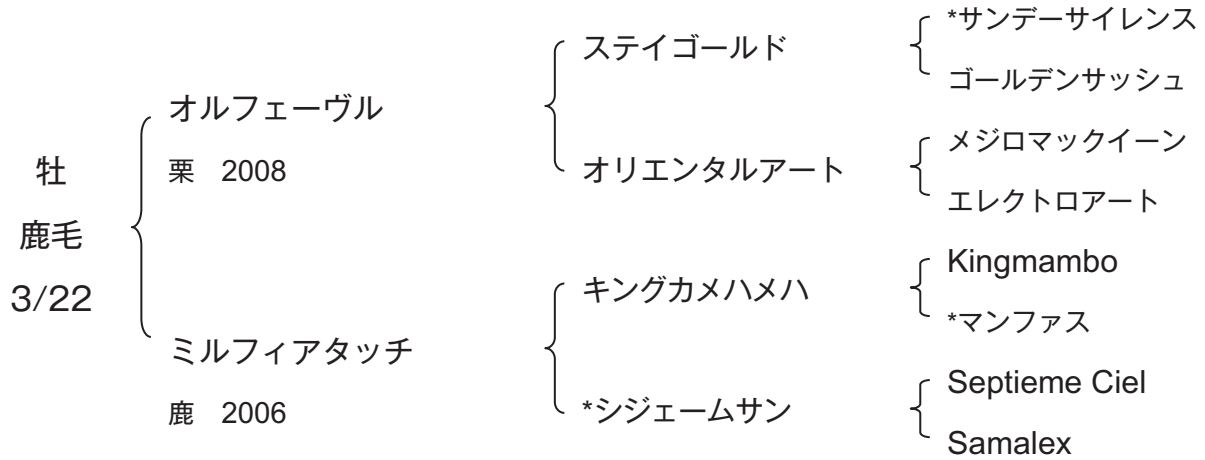 牡
鹿毛
3/22
オルフェーヴル
栗 2008
ミルフィアタッチ
鹿 2006
ステイゴールド
オリエンタルアート
キングカメハメハ
*シジェームサン
*サンデーサイレンス
ゴールデンサッシュ
メジロマックイーン
エレクトロアート
Kingmambo
*マンファス
Septieme Ciel
Samalex